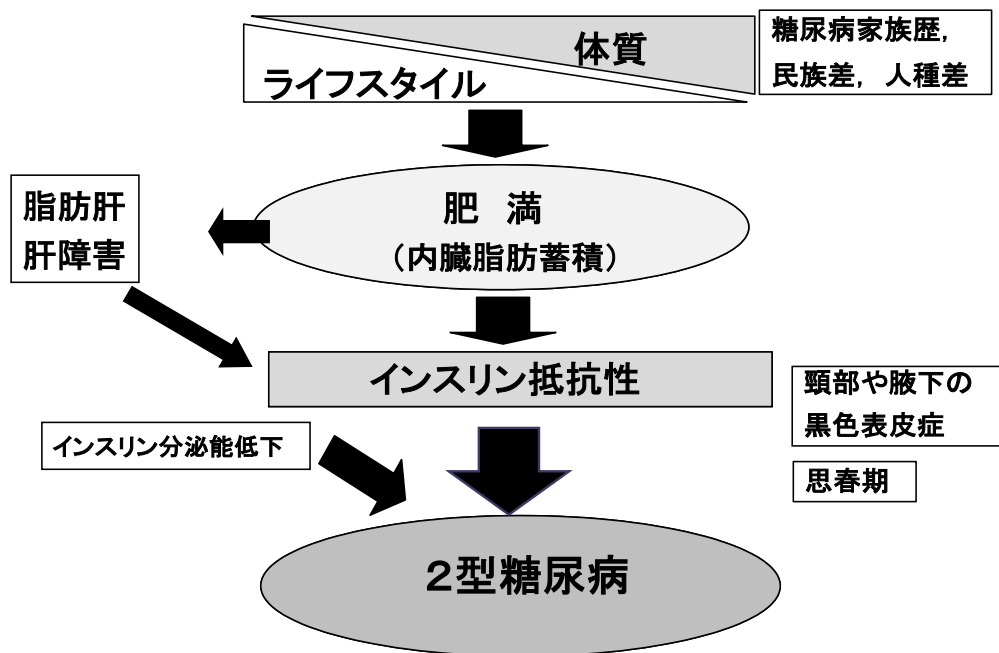 体質
ライフスタイル
糖尿病家族歴,
民族差, 人種差
肥 満
（内臓脂肪蓄積）
脂肪肝
肝障害
インスリン抵抗性
頸部や腋下の
黒色表皮症
インスリン分泌能低下
思春期
２型糖尿病